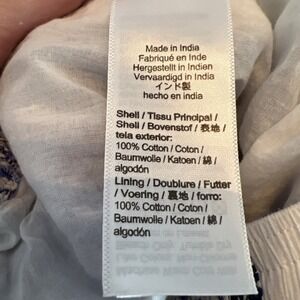 Made in India
Fabriqué en Inde
Hergestellt in Indien
Vervaardigd in India
インド製
hecho en india
Shell / Tissu Principal /
Shell / Bovenstof / 表地 /
tela exterior:
100% Cotton / Coton /
Baumwolle / Katoen / 綿 /
algodón
Lining / Doublure / Futter
/ Voering / 裏地 / forro:
100% Cotton / Coton /
Baumwolle / Katoen / 綿 /
algodón